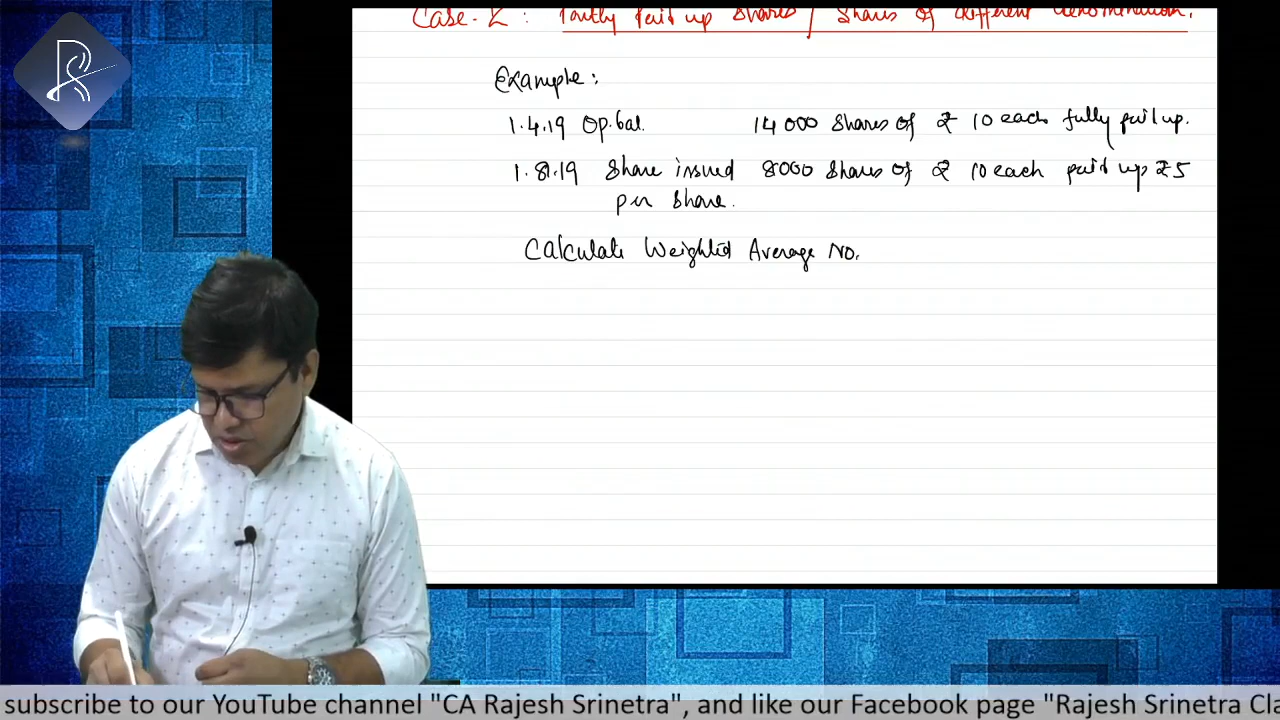 Case-2 : Partly Paid up Shares / Shares of different denomination.
Example:
1.4.19 Op.bal. 14000 Shares of ₹ 10 each fully paid up.
1.8.19 Share issued 8000 Shares of ₹ 10 each paid up ₹5
per share.
Calculate Weighted Average No.
subscribe to our YouTube channel "CA Rajesh Srinetra", and like our Facebook page "Rajesh Srinetra Cla